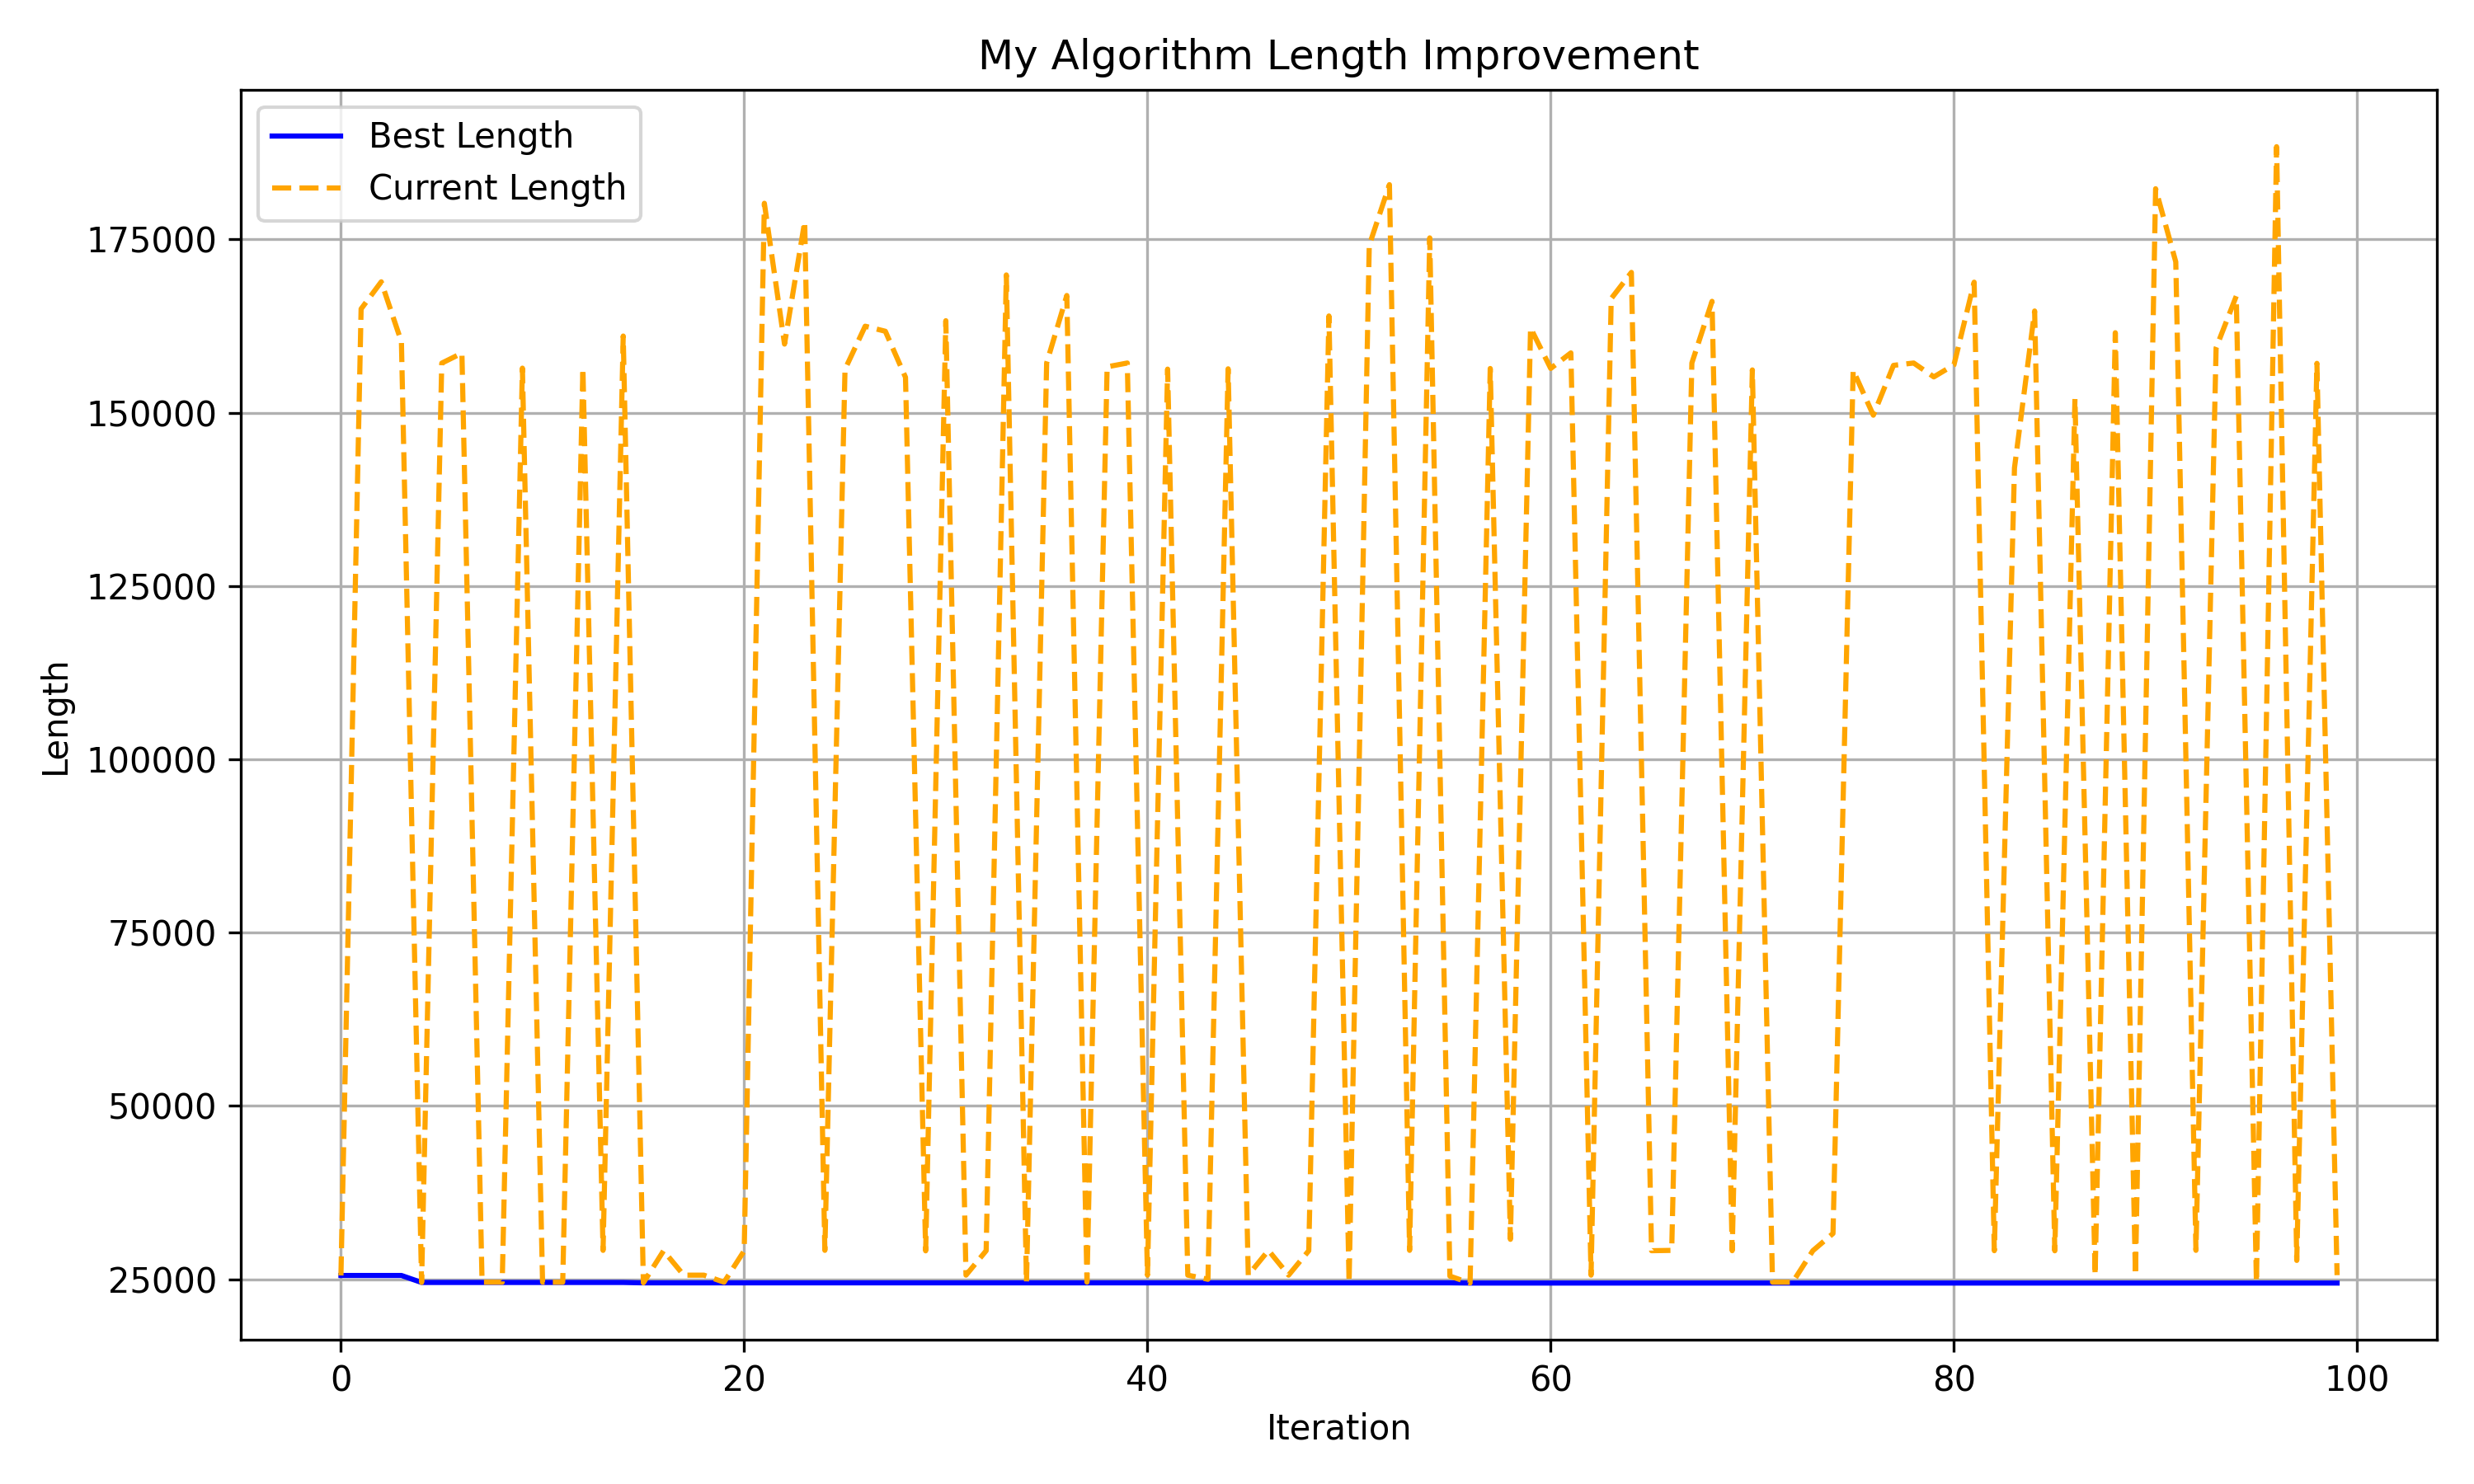 My Algorithm Length Improvement
Best Length
Current Length
175000
150000
125000
100000
75000
50000
25000
Length
0 20 40 60 80 100
Iteration